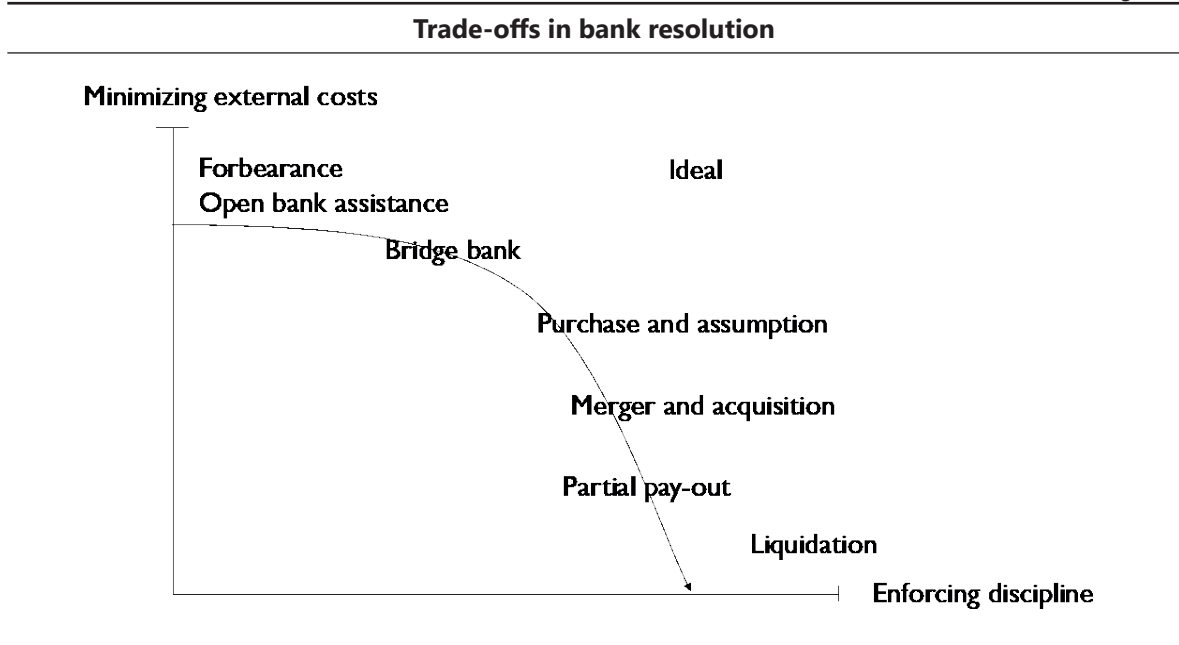 Trade-offs in bank resolution
Minimizing external costs
Forbearance
Ideal
Open bank assistance
Bridge bank
Purchase and assumption
Merger and acquisition
Partial pay-out
Liquidation
Enforcing discipline